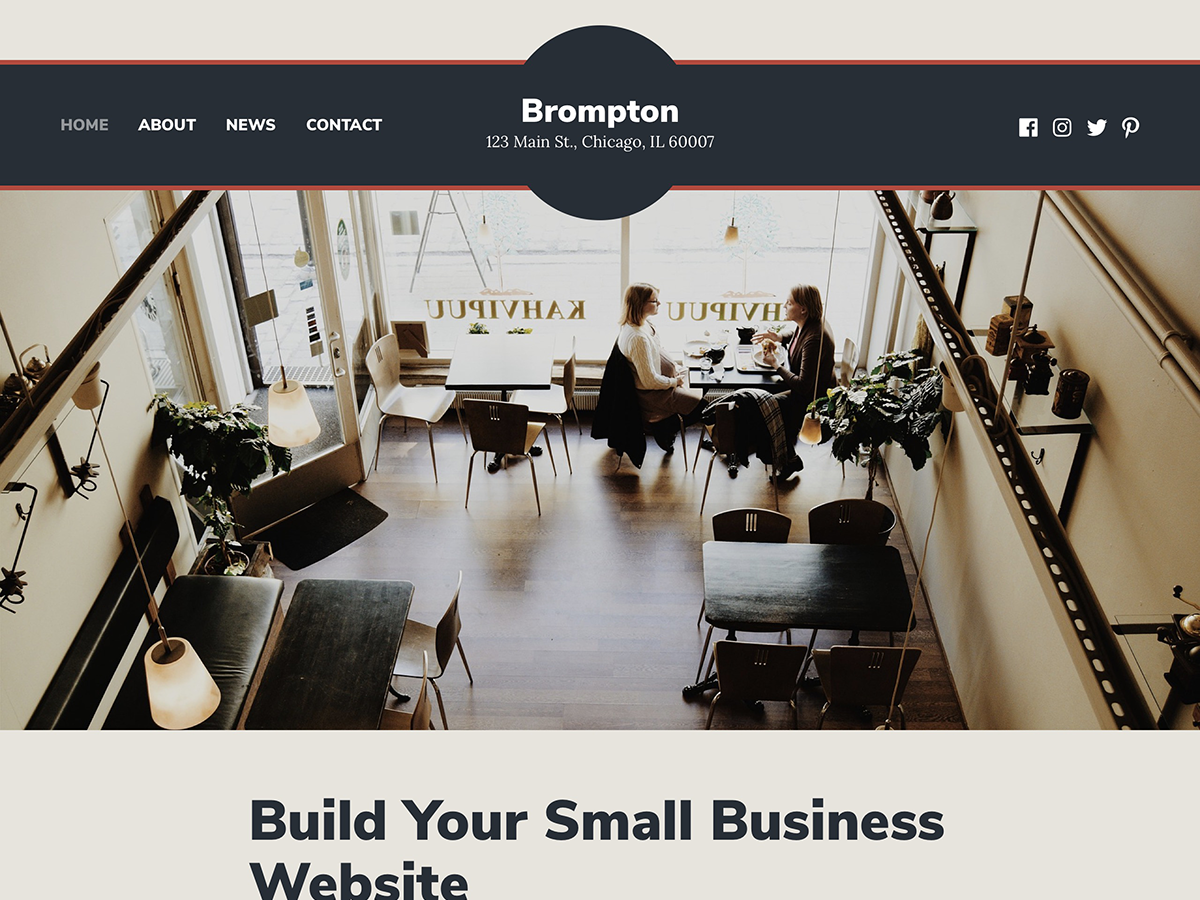 HOME ABOUT NEWS CONTACT
Brompton
123 Main St., Chicago, IL 60007
KAHVIPUU
KAHVIPUU
Build Your Small Business
Website